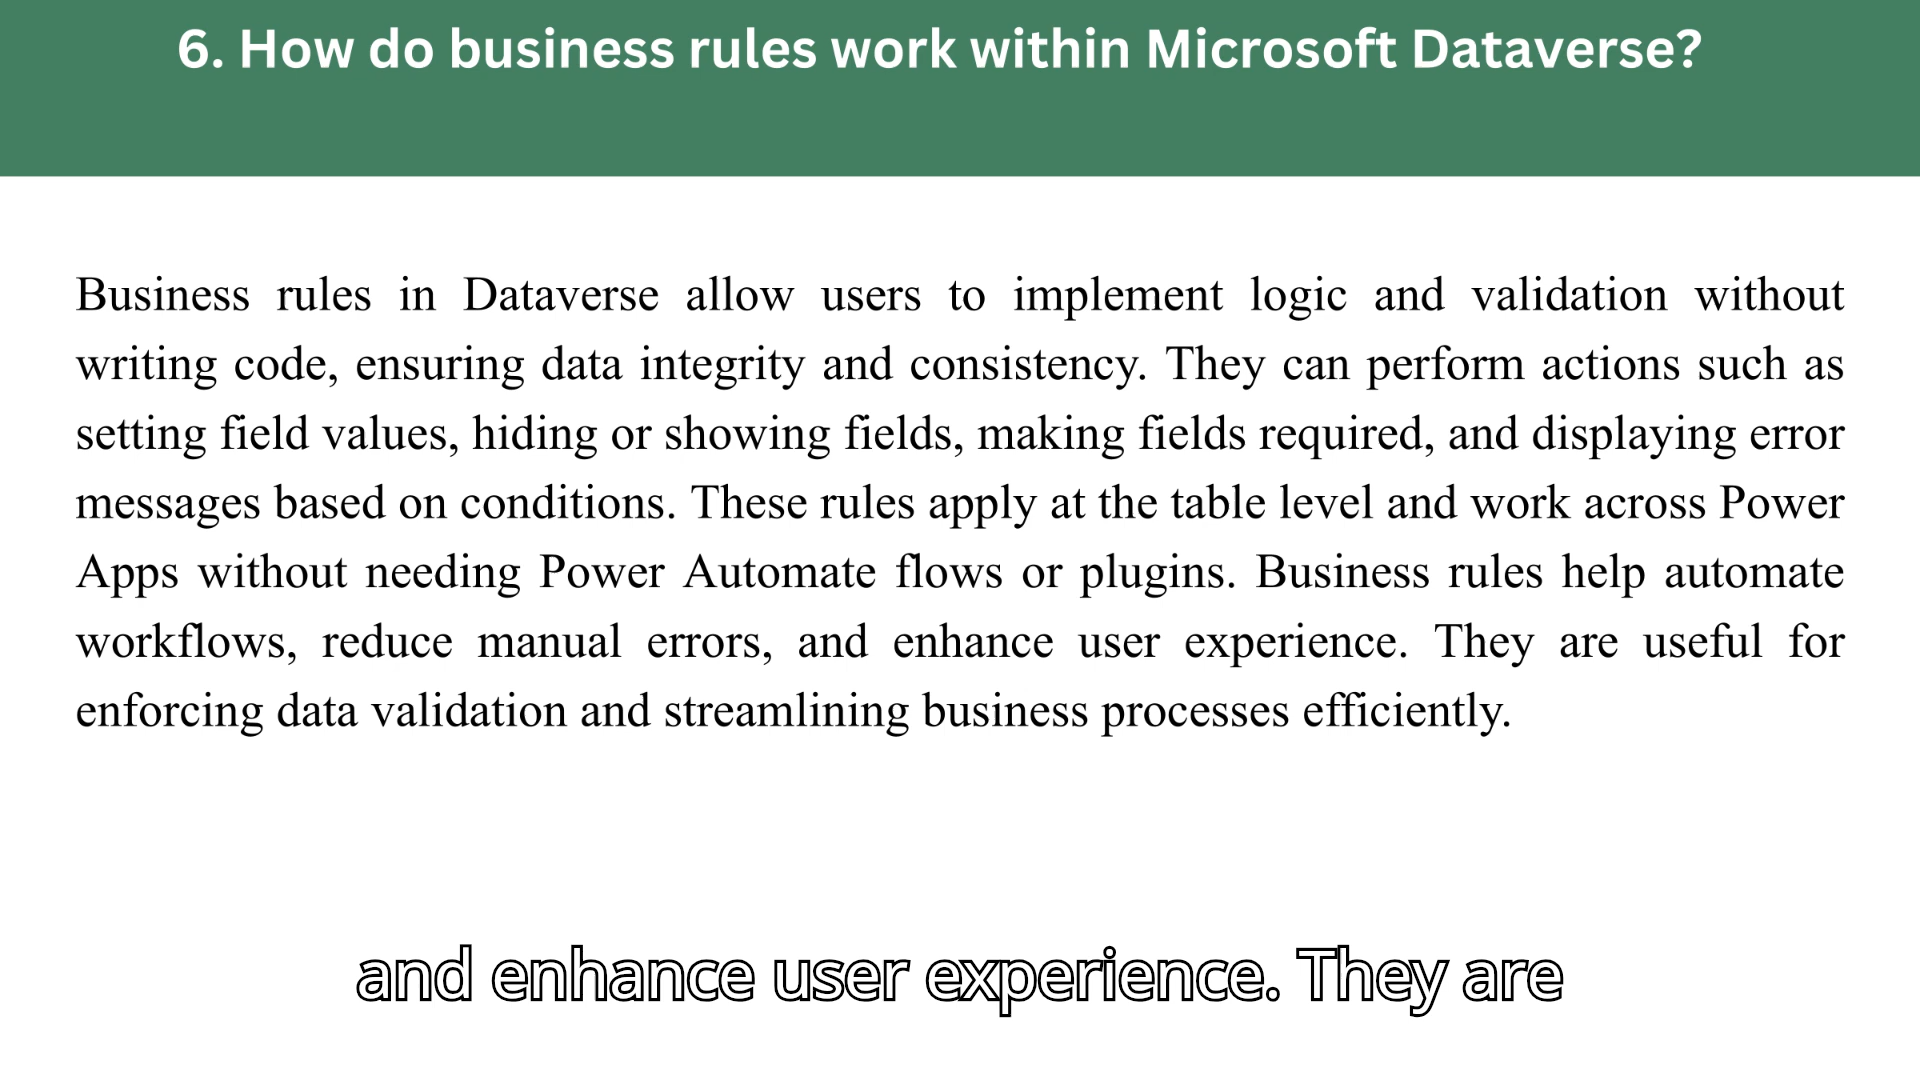 6. How do business rules work within Microsoft Dataverse?
Business rules in Dataverse allow users to implement logic and validation without
writing code, ensuring data integrity and consistency. They can perform actions such as
setting field values, hiding or showing fields, making fields required, and displaying error
messages based on conditions. These rules apply at the table level and work across Power
Apps without needing Power Automate flows or plugins. Business rules help automate
workflows, reduce manual errors, and enhance user experience. They are useful for
enforcing data validation and streamlining business processes efficiently.
and enhance user experience. They are